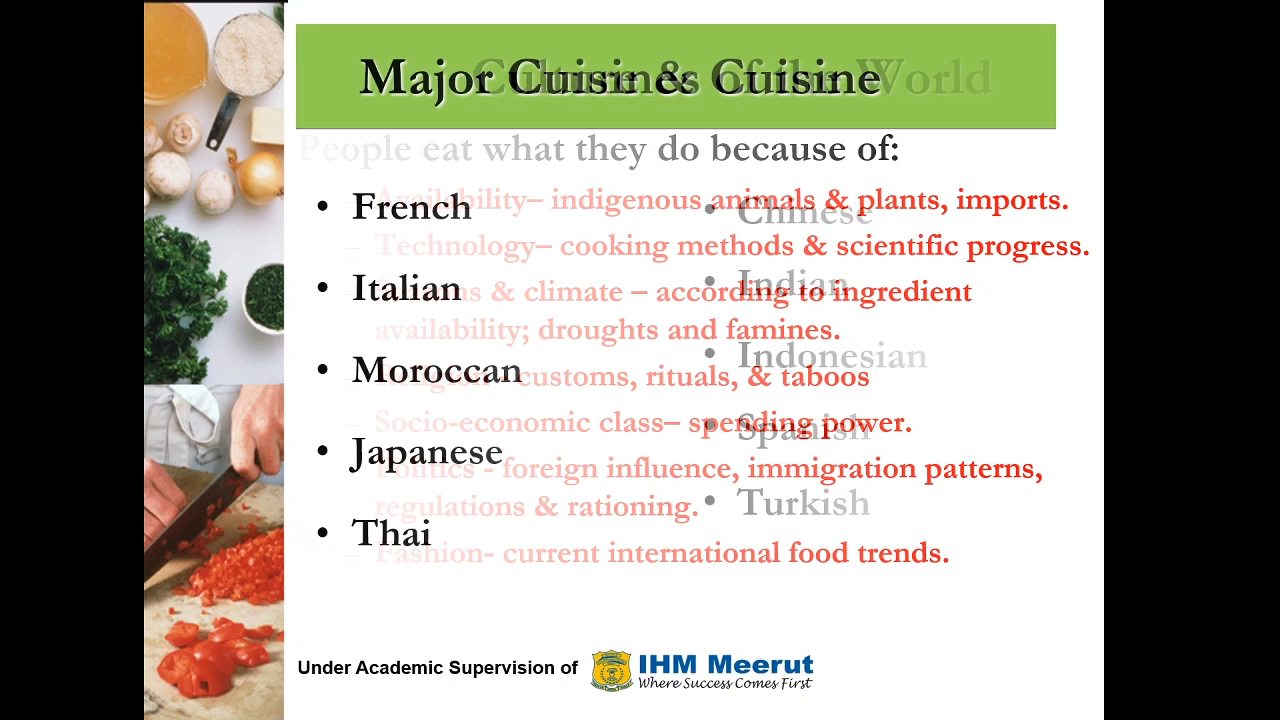 Major Cuisines of the World
Culture & Cuisine
People eat what they do because of:
• French
• Italian
• Moroccan
• Japanese
• Thai
• Chinese
• Indian
• Indonesian
• Spanish
• Turkish
– Availability– indigenous animals & plants, imports.
– Technology– cooking methods & scientific progress.
& climate – according to ingredient
availability; droughts and famines.
customs, rituals, & taboos
– Socio-economic class– spending power.
– Politics - foreign influence, immigration patterns,
regulations & rationing.
– Fashion- current international food trends.
Under Academic Supervision of
IHM Meerut
Where Success Comes First